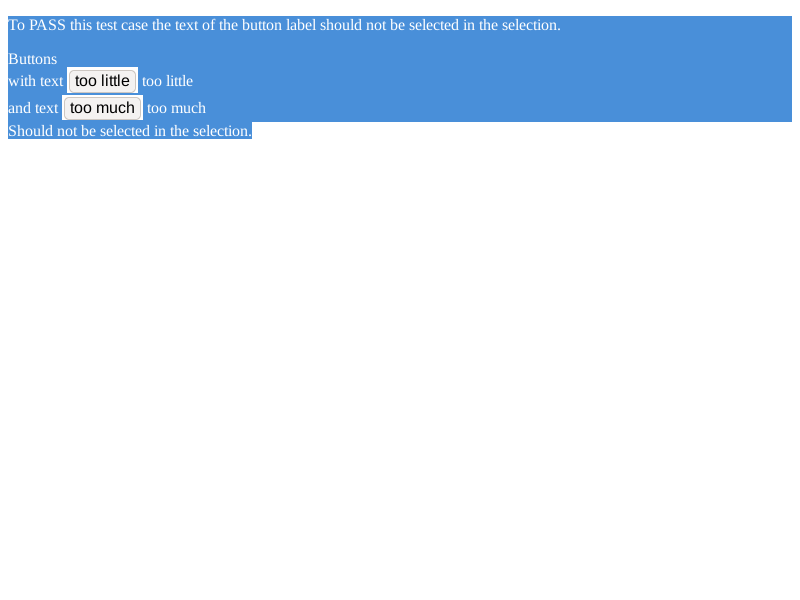 To PASS this test case the text of the button label should not be selected in the selection.
Buttons
with text too little too little
and text too much too much
Should not be selected in the selection.